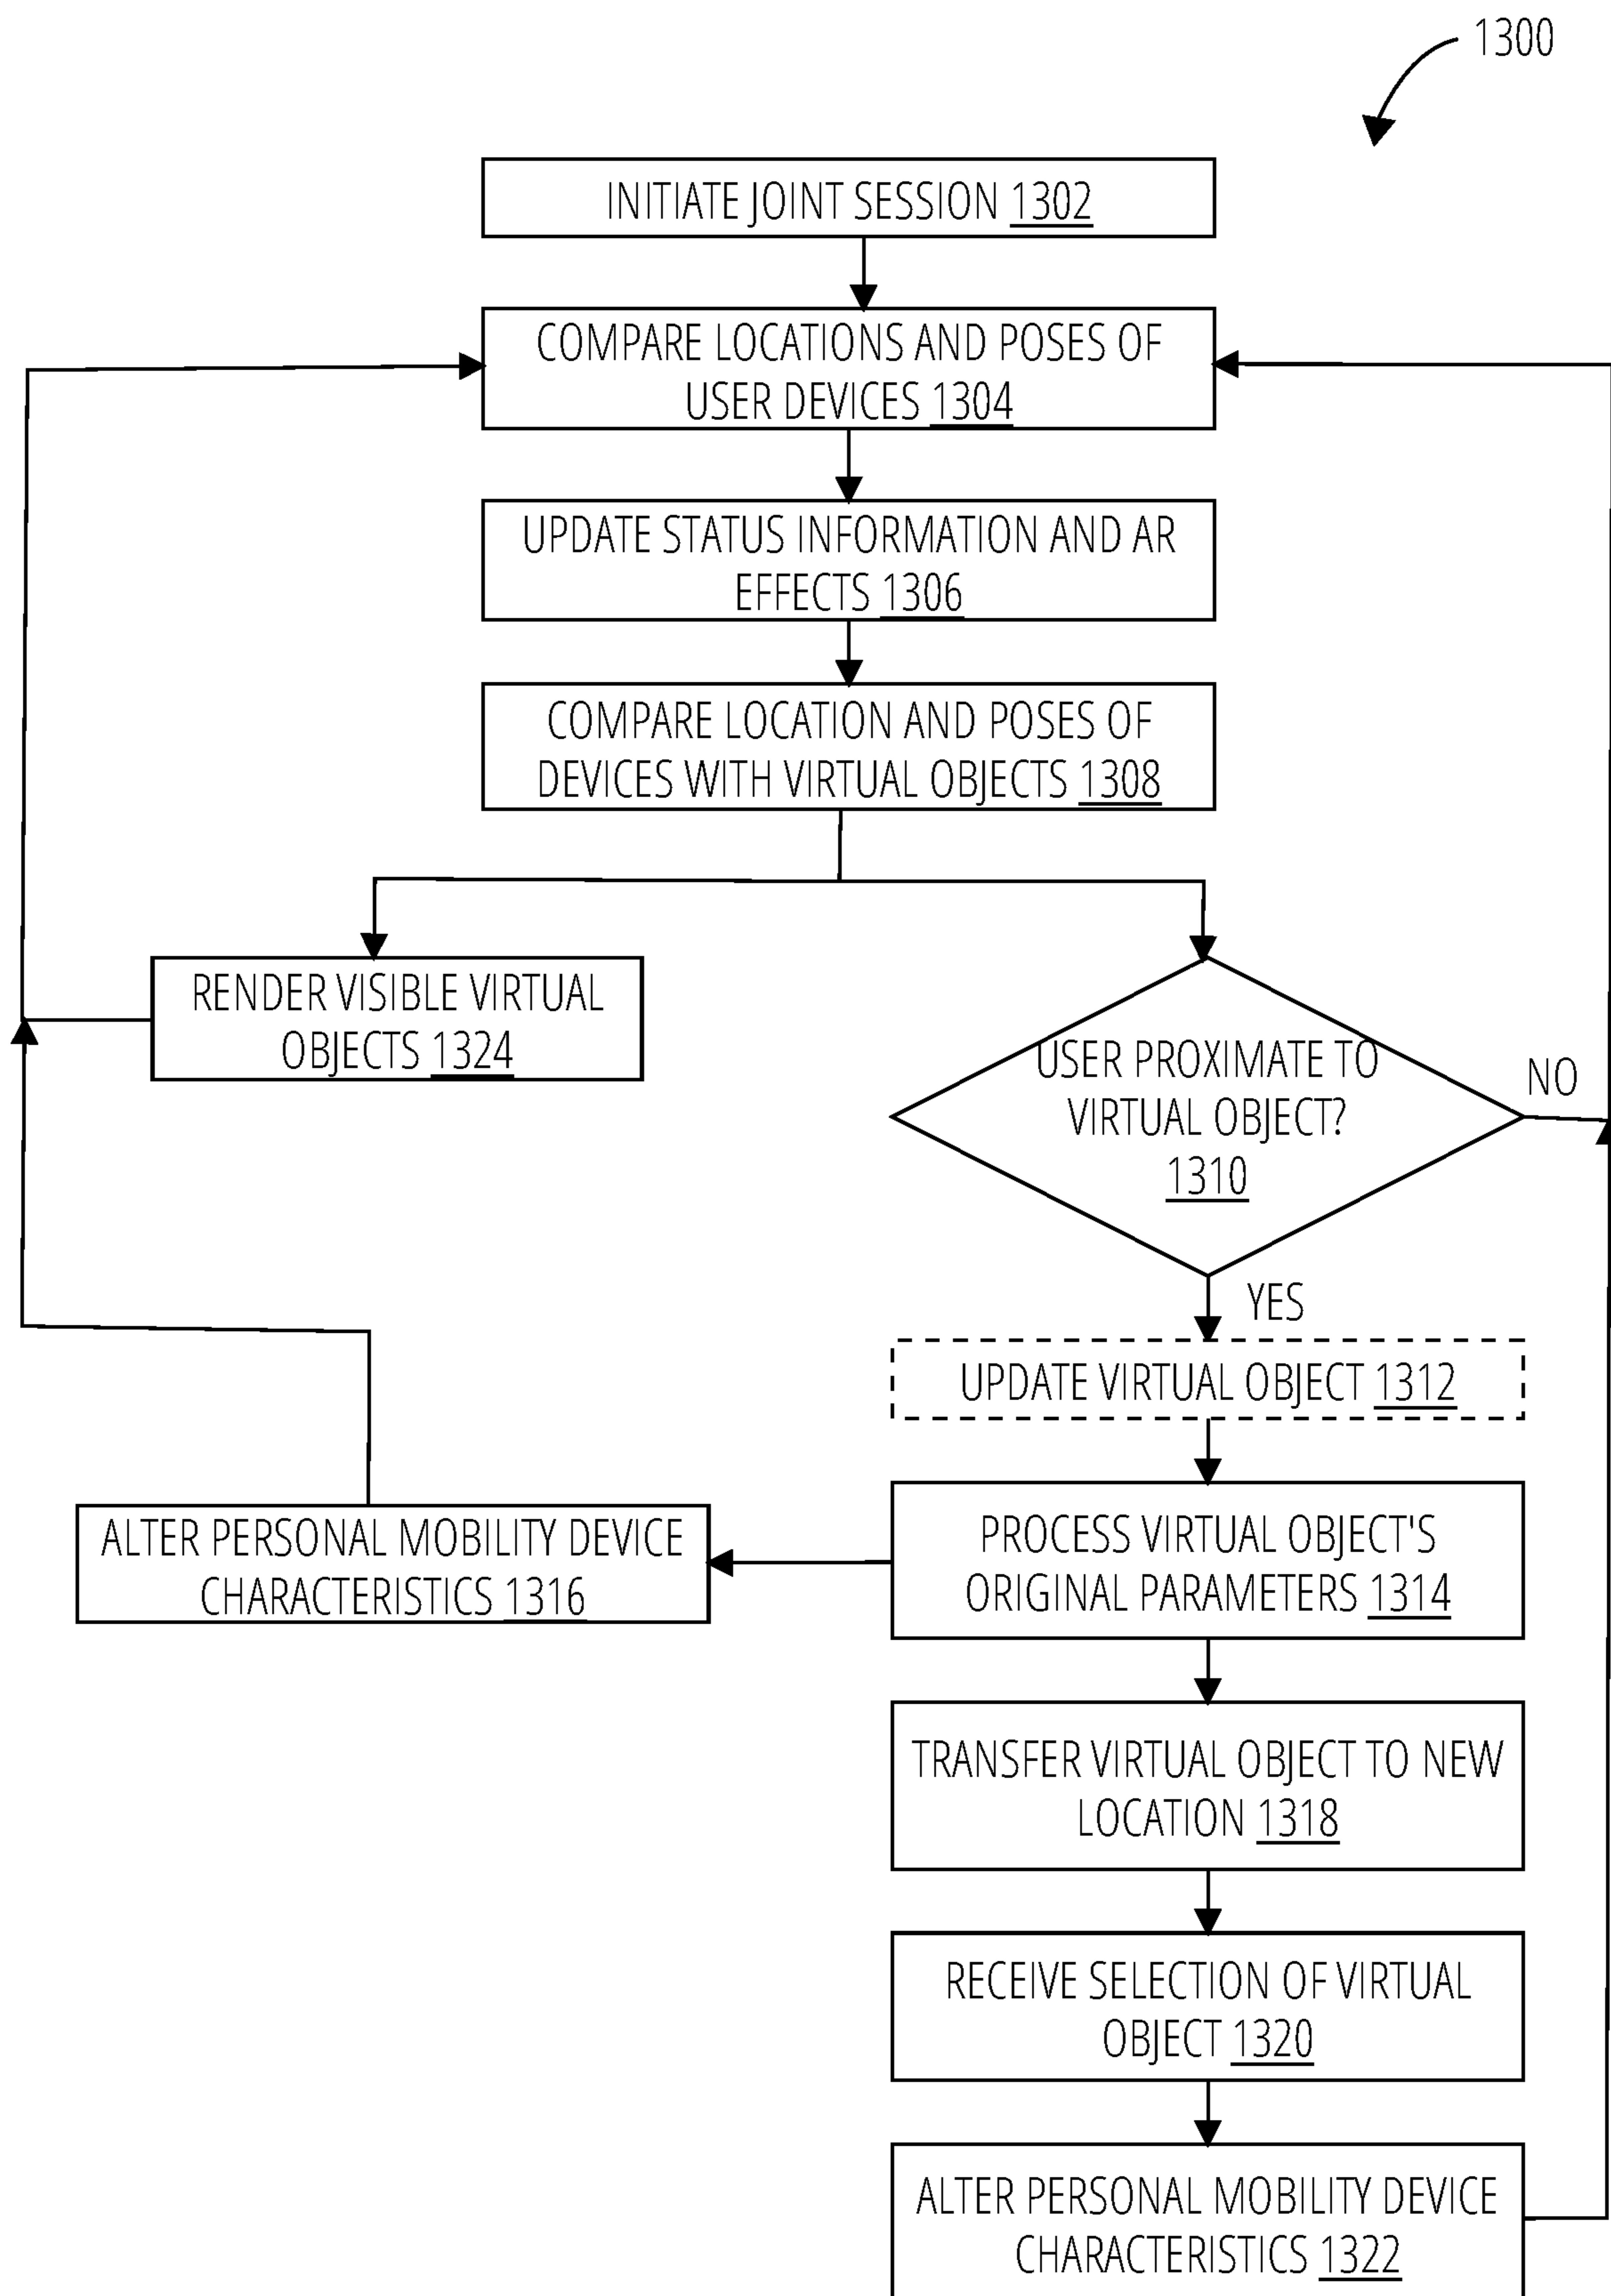 1300
INITIATE JOINT SESSION 1302
COMPARE LOCATIONS AND POSES OF
USER DEVICES 1304
UPDATE STATUS INFORMATION AND AR
EFFECTS 1306
COMPARE LOCATION AND POSES OF
DEVICES WITH VIRTUAL OBJECTS 1308
RENDER VISIBLE VIRTUAL
OBJECTS 1324
USER PROXIMATE TO
VIRTUAL OBJECT?
1310
NO
YES
UPDATE VIRTUAL OBJECT 1312
PROCESS VIRTUAL OBJECT'S
ORIGINAL PARAMETERS 1314
ALTER PERSONAL MOBILITY DEVICE
CHARACTERISTICS 1316
TRANSFER VIRTUAL OBJECT TO NEW
LOCATION 1318
RECEIVE SELECTION OF VIRTUAL
OBJECT 1320
ALTER PERSONAL MOBILITY DEVICE
CHARACTERISTICS 1322